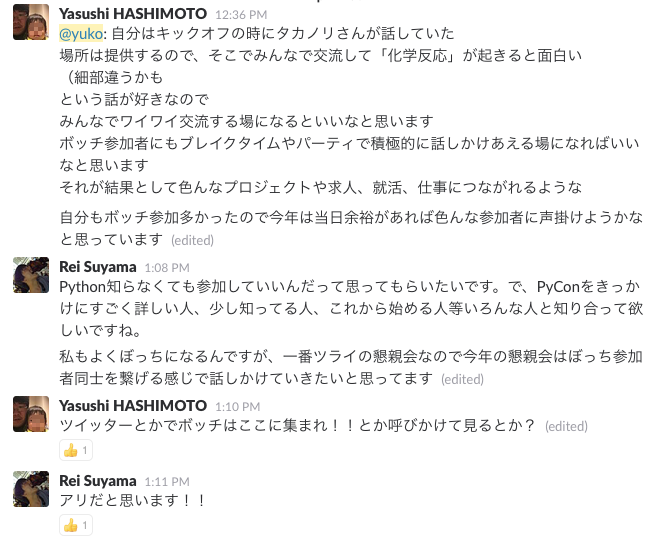 Yasushi HASHIMOTO 12:36 PM
@yuko: 自分はキックオフの時にタカノリさんが話していた
場所は提供するので、そこでみんなで交流して「化学反応」が起きると面白い
（細部違うかも
という話が好きなので
みんなでワイワイ交流する場になるといいなと思います
ボッチ参加者にもブレイクタイムやパーティで積極的に話しかけあえる場になればいい
なと思います
それが結果として色んなプロジェクトや求人、就活、仕事につながれるような
自分もボッチ参加多かったので今年は当日余裕があれば色んな参加者に声掛けようかな
と思っています (edited)
Rei Suyama 1:08 PM
Python知らなくても参加していいんだって思ってもらいたいです。で、PyConをきっか
けにすごく詳しい人、少し知ってる人、これから始める人等いろんな人と知り合って欲
しいですね。
私もよくぼっちになるんですが、一番ツライの懇親会なので今年の懇親会はぼっち参加
者同士を繋げる感じで話しかけていきたいと思ってます (edited)
Yasushi HASHIMOTO 1:10 PM
ツイッターとかでボッチはここに集まれ！！とか呼びかけて見るとか？ (edited)
👍 1
Rei Suyama 1:11 PM
アリだと思います！！
👍 1